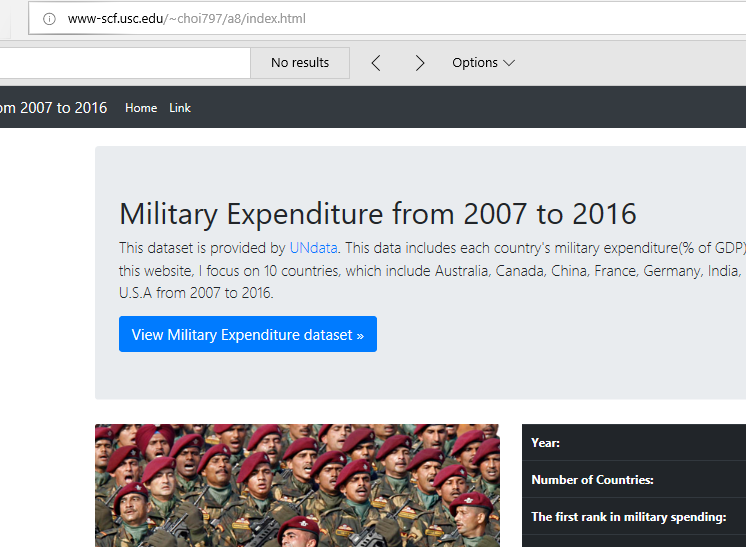 www-scf.usc.edu/~choi797/a8/index.html
No results Options
om 2007 to 2016 Home Link
Military Expenditure from 2007 to 2016
This dataset is provided by UNdata. This data includes each country's military expenditure(% of GDP)
this website, I focus on 10 countries, which include Australia, Canada, China, France, Germany, India,
U.S.A from 2007 to 2016.
View Military Expenditure dataset »
Year:
Number of Countries:
The first rank in military spending: